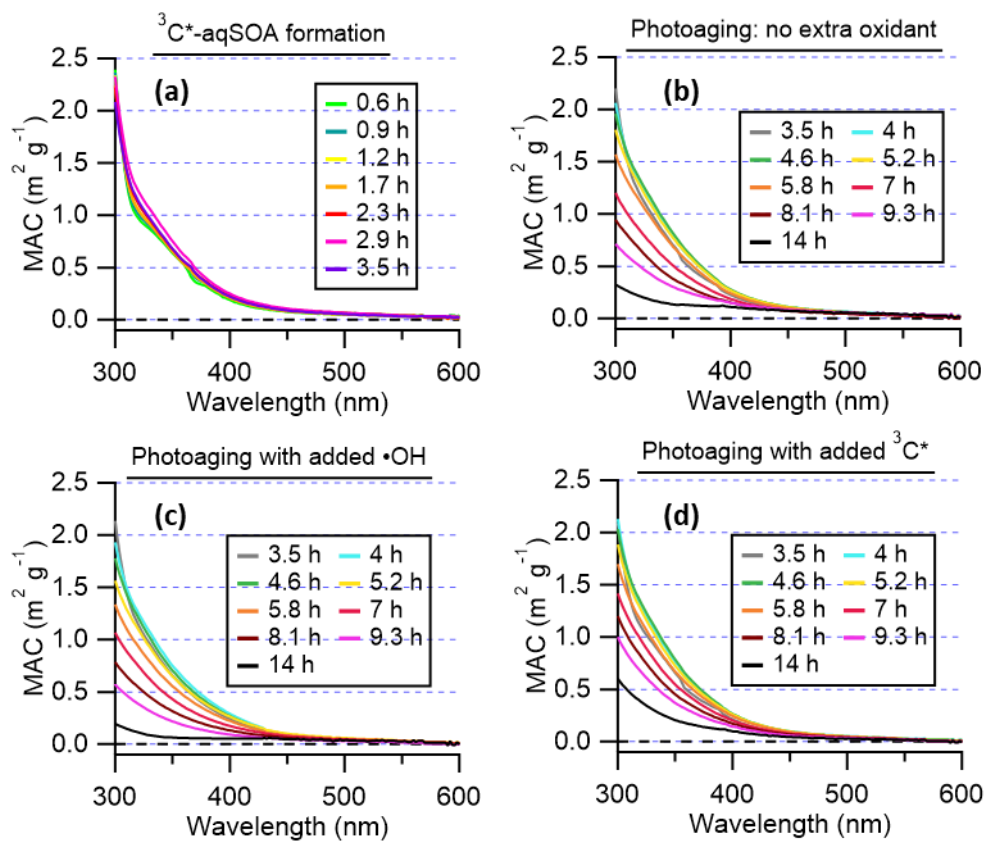 ³C*-aqSOA formation
(a)
MAC (m² g⁻¹)
2.5
2.0
1.5
1.0
0.5
0.0
0.6 h
0.9 h
1.2 h
1.7 h
2.3 h
2.9 h
3.5 h
300 400 500 600
Wavelength (nm)
Photoaging: no extra oxidant
(b)
MAC (m² g⁻¹)
2.5
2.0
1.5
1.0
0.5
0.0
3.5 h 4 h
4.6 h 5.2 h
5.8 h 7 h
8.1 h 9.3 h
14 h
300 400 500 600
Wavelength (nm)
Photoaging with added •OH
(c)
MAC (m² g⁻¹)
2.5
2.0
1.5
1.0
0.5
0.0
3.5 h 4 h
4.6 h 5.2 h
5.8 h 7 h
8.1 h 9.3 h
14 h
300 400 500 600
Wavelength (nm)
Photoaging with added ³C*
(d)
MAC (m² g⁻¹)
2.5
2.0
1.5
1.0
0.5
0.0
3.5 h 4 h
4.6 h 5.2 h
5.8 h 7 h
8.1 h 9.3 h
14 h
300 400 500 600
Wavelength (nm)